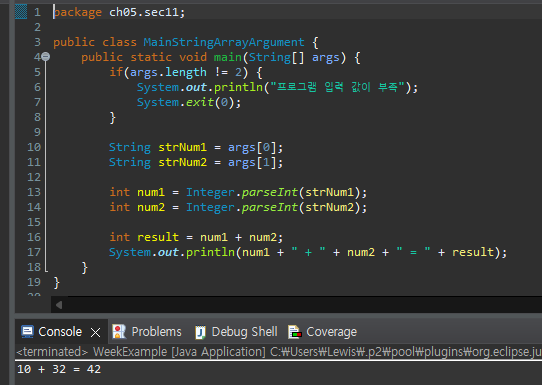 1 package ch05.sec11;
2
3 public class MainStringArrayArgument {
4 public static void main(String[] args) {
5 if(args.length != 2) {
6 System.out.println("프로그램 입력 값이 부족");
7 System.exit(0);
8 }
9
10 String strNum1 = args[0];
11 String strNum2 = args[1];
12
13 int num1 = Integer.parseInt(strNum1);
14 int num2 = Integer.parseInt(strNum2);
15
16 int result = num1 + num2;
17 System.out.println(num1 + " + " + num2 + " = " + result);
18 }
19 }
Console Problems Debug Shell Coverage
<terminated> WeekExample [Java Application] C:₩Users₩Lewis₩.p2₩pool₩plugins₩org.eclipse.ju
10 + 32 = 42